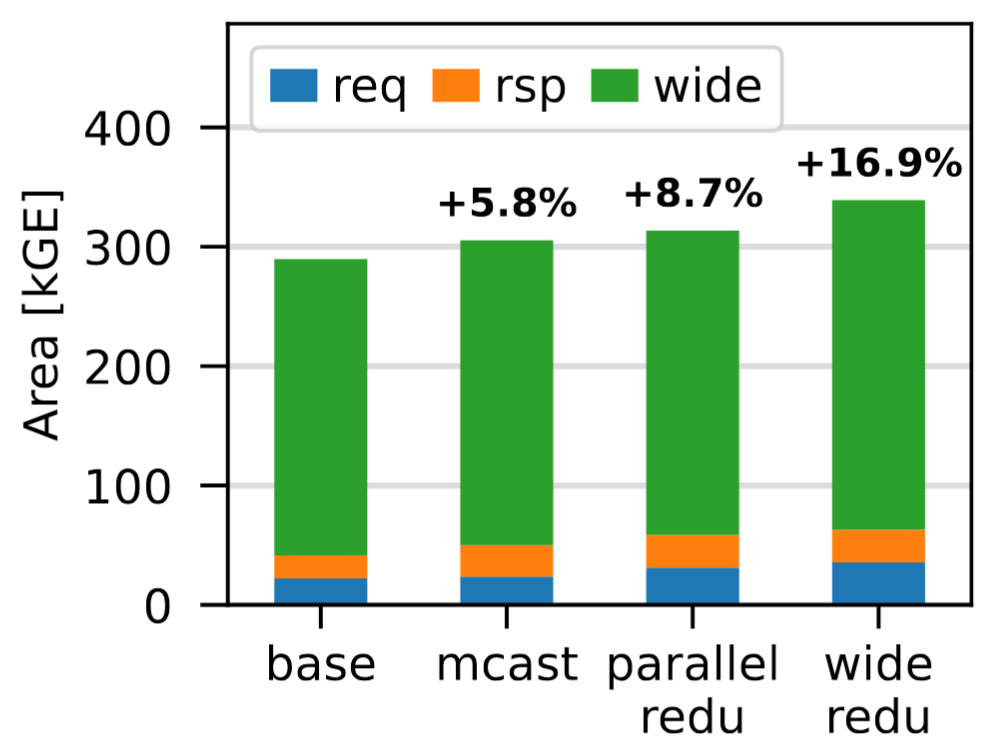 req rsp wide
400
300
200
100
0
Area [kGE]
+5.8%
+8.7%
+16.9%
base
mcast
parallel
redu
wide
redu